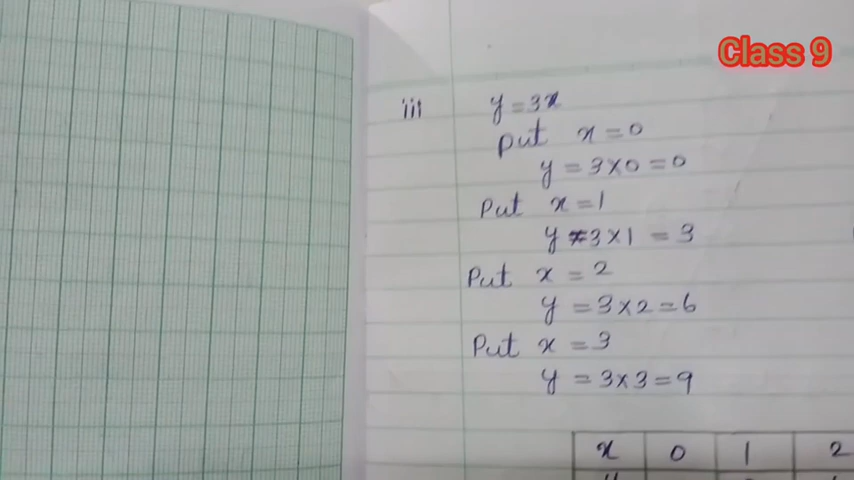 Class 9
iii y = 3x
Put x = 0
y = 3×0 = 0
Put x = 1
y = 3×1 = 3
Put x = 2
y = 3×2 = 6
Put x = 3
y = 3×3 = 9
x 0 1 2